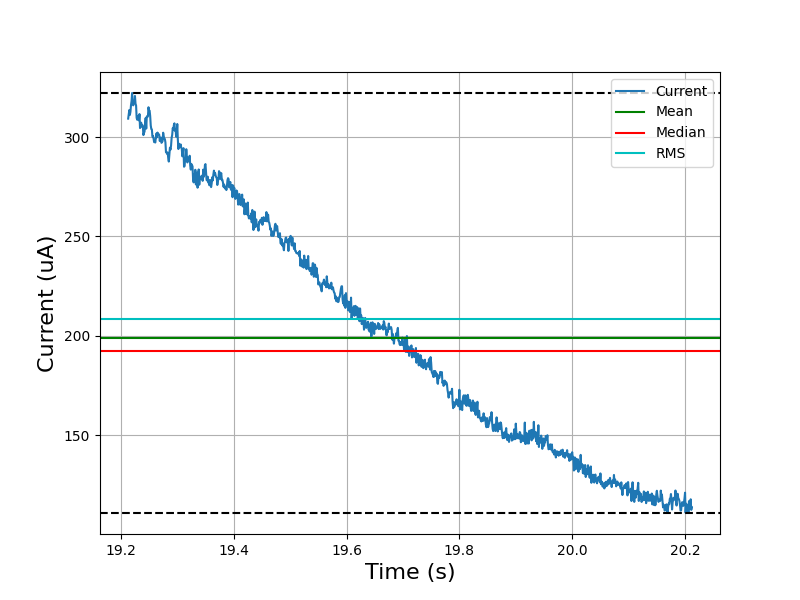 Current
Mean
Median
RMS
300
250
200
150
Current (uA)
19.2
19.4
19.6
19.8
20.0
20.2
Time (s)